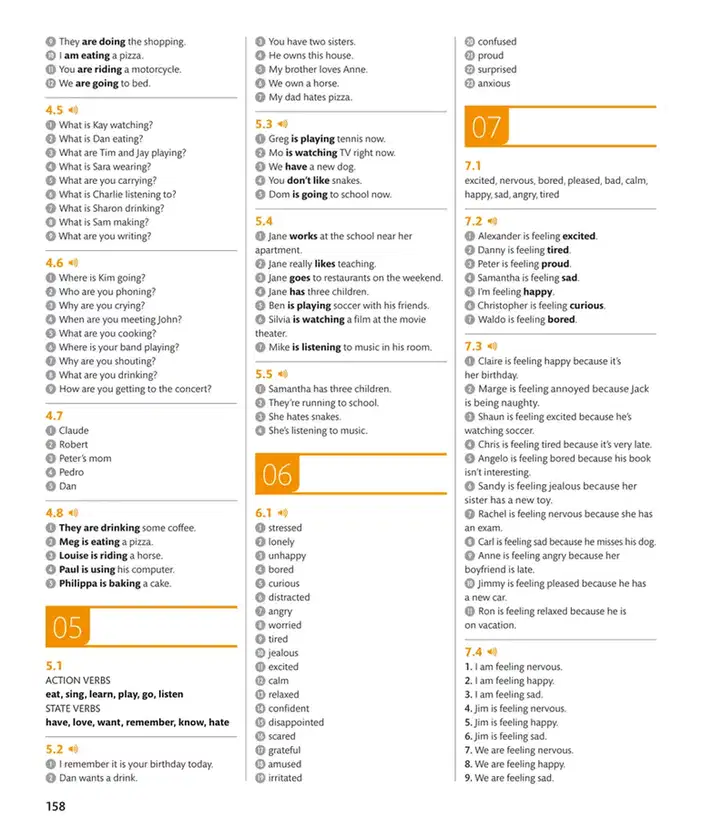 9 They are doing the shopping.
10 I am eating a pizza.
11 You are riding a motorcycle.
12 We are going to bed.
4.5
1 What is Kay watching?
2 What is Dan eating?
3 What are Tim and Jay playing?
4 What is Sara wearing?
5 What are you carrying?
6 What is Charlie listening to?
7 What is Sharon drinking?
8 What is Sam making?
9 What are you writing?
4.6
1 Where is Kim going?
2 Who are you phoning?
3 Why are you crying?
4 When are you meeting John?
5 What are you cooking?
6 Where is your band playing?
7 Why are you shouting?
8 What are you drinking?
9 How are you getting to the concert?
4.7
1 Claude
2 Robert
3 Peter's mom
4 Pedro
5 Dan
4.8
1 They are drinking some coffee.
2 Meg is eating a pizza.
3 Louise is riding a horse.
4 Paul is using his computer.
5 Philippa is baking a cake.
05
5.1
ACTION VERBS
eat, sing, learn, play, go, listen
STATE VERBS
have, love, want, remember, know, hate
5.2
1 I remember it is your birthday today.
2 Dan wants a drink.
3 You have two sisters.
4 He owns this house.
5 My brother loves Anne.
6 We own a horse.
7 My dad hates pizza.
5.3
1 Greg is playing tennis now.
2 Mo is watching TV right now.
3 We have a new dog.
4 You don't like snakes.
5 Dom is going to school now.
5.4
1 Jane works at the school near her
apartment.
2 Jane really likes teaching.
3 Jane goes to restaurants on the weekend.
4 Jane has three children.
5 Ben is playing soccer with his friends.
6 Silvia is watching a film at the movie
theater.
7 Mike is listening to music in his room.
5.5
1 Samantha has three children.
2 They're running to school.
3 She hates snakes.
4 She's listening to music.
06
6.1
1 stressed
2 lonely
3 unhappy
4 bored
5 curious
6 distracted
7 angry
8 worried
9 tired
10 jealous
11 excited
12 calm
13 relaxed
14 confident
15 disappointed
16 scared
17 grateful
18 amused
19 irritated
20 confused
21 proud
22 surprised
23 anxious
07
7.1
excited, nervous, bored, pleased, bad, calm,
happy, sad, angry, tired
7.2
1 Alexander is feeling excited.
2 Danny is feeling tired.
3 Peter is feeling proud.
4 Samantha is feeling sad.
5 I'm feeling happy.
6 Christopher is feeling curious.
7 Waldo is feeling bored.
7.3
1 Claire is feeling happy because it's
her birthday.
2 Marge is feeling annoyed because Jack
is being naughty.
3 Shaun is feeling excited because he's
watching soccer.
4 Chris is feeling tired because it's very late.
5 Angelo is feeling bored because his book
isn't interesting.
6 Sandy is feeling jealous because her
sister has a new toy.
7 Rachel is feeling nervous because she has
an exam.
8 Carl is feeling sad because he misses his dog.
9 Anne is feeling angry because her
boyfriend is late.
10 Jimmy is feeling pleased because he has
a new car.
11 Ron is feeling relaxed because he is
on vacation.
7.4
1. I am feeling nervous.
2. I am feeling happy.
3. I am feeling sad.
4. Jim is feeling nervous.
5. Jim is feeling happy.
6. Jim is feeling sad.
7. We are feeling nervous.
8. We are feeling happy.
9. We are feeling sad.
158